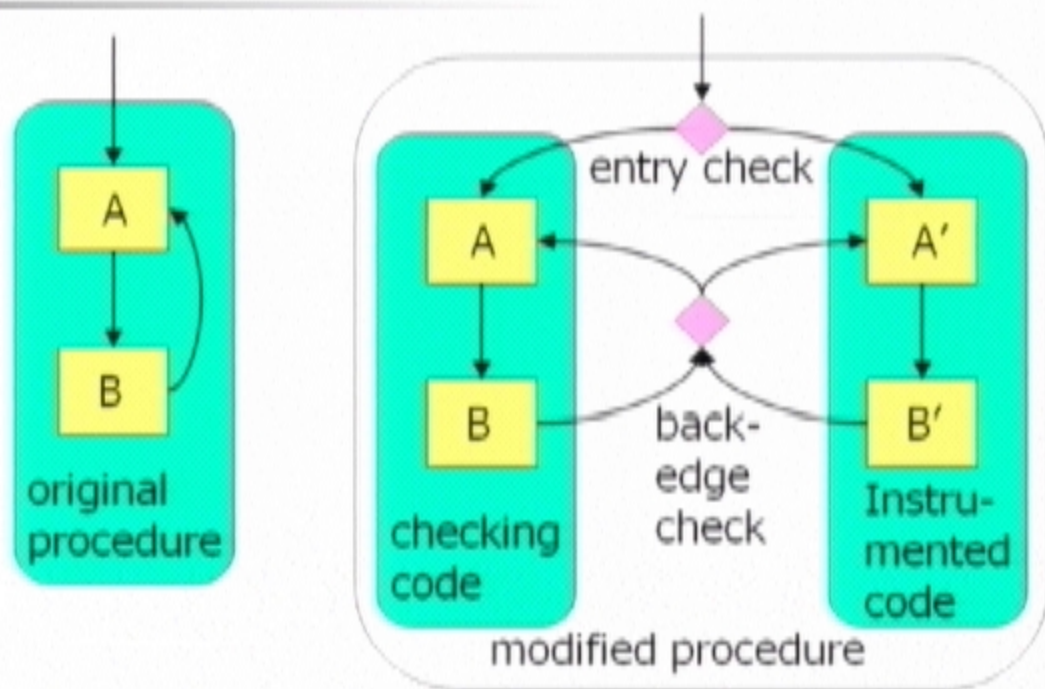 A
B
original
procedure
entry check
A
A′
B
B′
back-
edge
check
checking
code
Instru-
mented
code
modified procedure